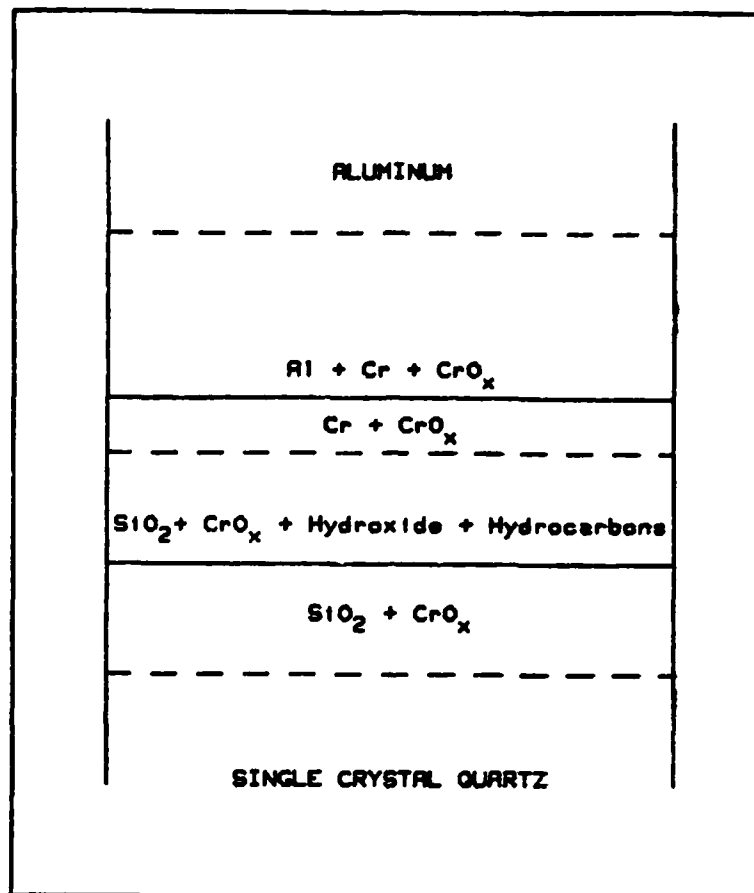 ALUMINUM
Al + Cr + CrOₓ
Cr + CrOₓ
SiO₂+ CrOₓ + Hydroxide + Hydrocarbons
SiO₂ + CrOₓ
SINGLE CRYSTAL QUARTZ